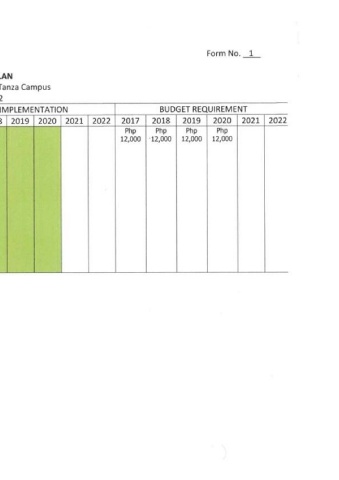 Form No. 1
LAN
Tanza Campus
2
IMPLEMENTATION BUDGET REQUIREMENT
8 2019 2020 2021 2022 2017 2018 2019 2020 2021 2022
Php Php Php Php
12,000 12,000 12,000 12,000